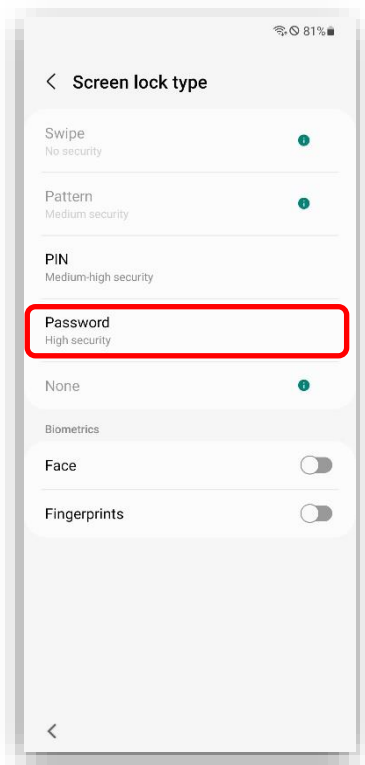 81%
Screen lock type
Swipe
No security
Pattern
Medium security
PIN
Medium-high security
Password
High security
None
Biometrics
Face
Fingerprints